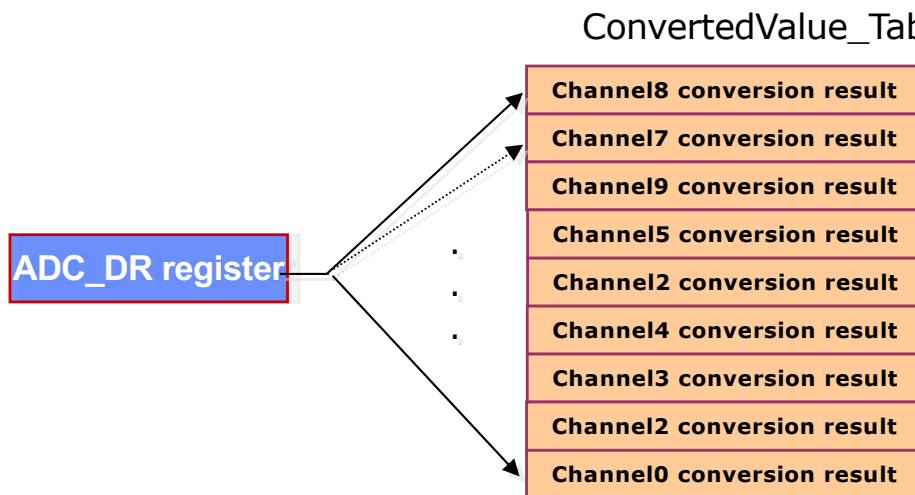 ConvertedValue_Tab
Channel8 conversion result
Channel7 conversion result
Channel9 conversion result
Channel5 conversion result
ADC_DR register
Channel2 conversion result
Channel4 conversion result
Channel3 conversion result
Channel2 conversion result
Channel0 conversion result